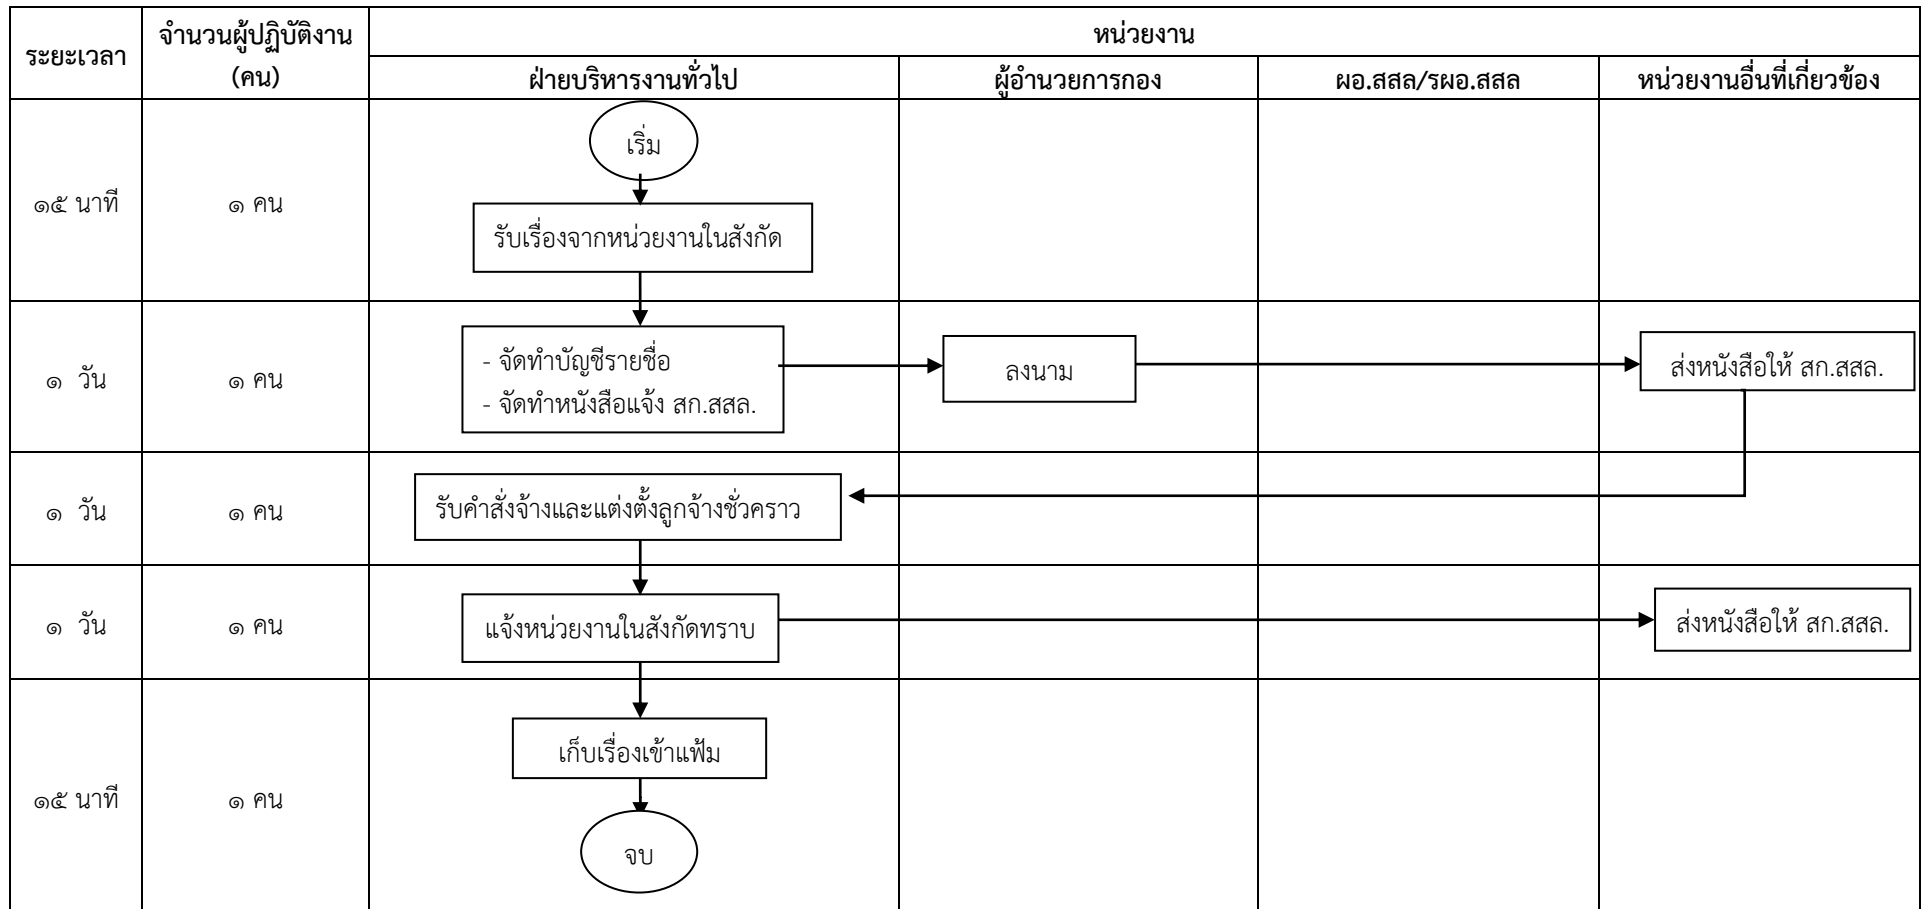 ระยะเวลา
จำนวนผู้ปฏิบัติงาน
(คน)
หน่วยงาน
ฝ่ายบริหารงานทั่วไป
ผู้อำนวยการกอง
ผอ.สสล/รผอ.สสล
หน่วยงานอื่นที่เกี่ยวข้อง
เริ่ม
๑๕ นาที
๑ คน
รับเรื่องจากหน่วยงานในสังกัด
๑ วัน
๑ คน
- จัดทำบัญชีรายชื่อ
- จัดทำหนังสือแจ้ง สก.สสล.
ลงนาม
ส่งหนังสือให้ สก.สสล.
๑ วัน
๑ คน
รับคำสั่งจ้างและแต่งตั้งลูกจ้างชั่วคราว
๑ วัน
๑ คน
แจ้งหน่วยงานในสังกัดทราบ
ส่งหนังสือให้ สก.สสล.
๑๕ นาที
๑ คน
เก็บเรื่องเข้าแฟ้ม
จบ